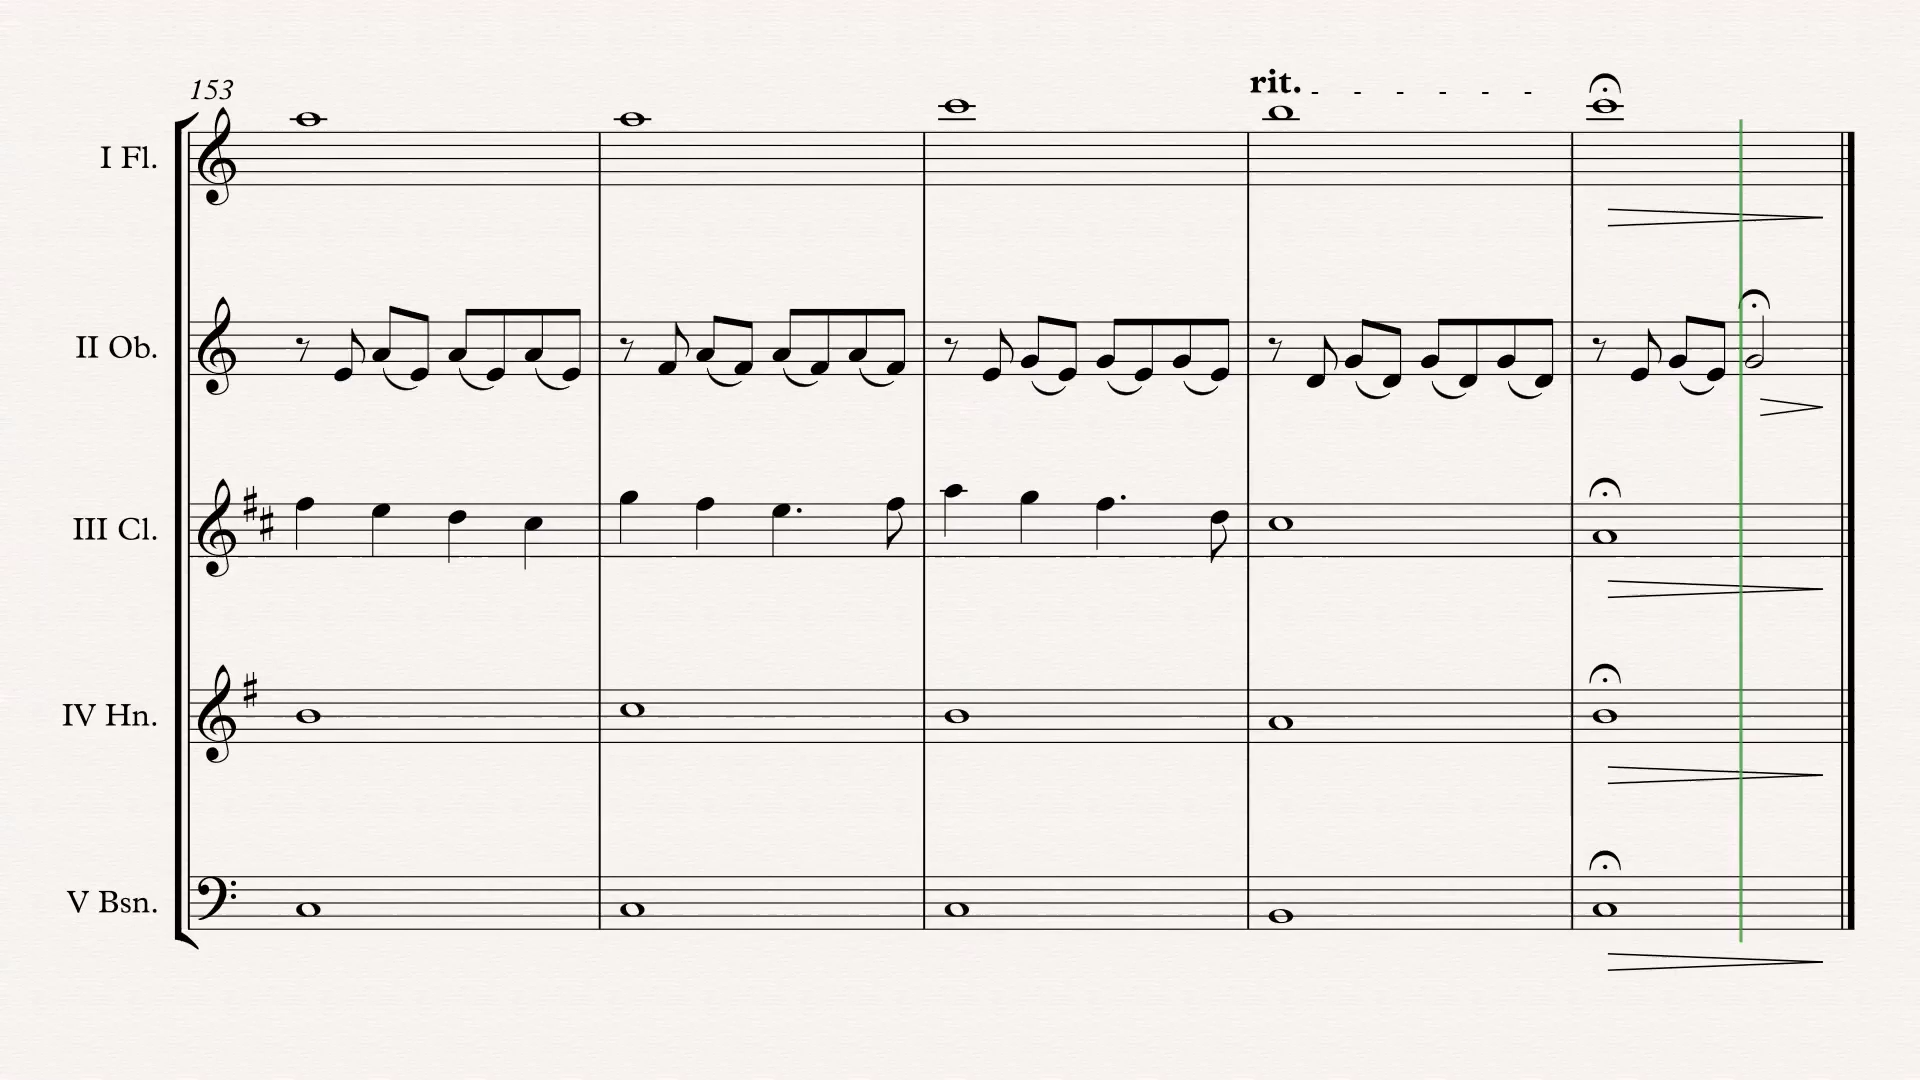 rit.
153
I Fl.
II Ob.
III Cl.
IV Hn.
V Bsn.